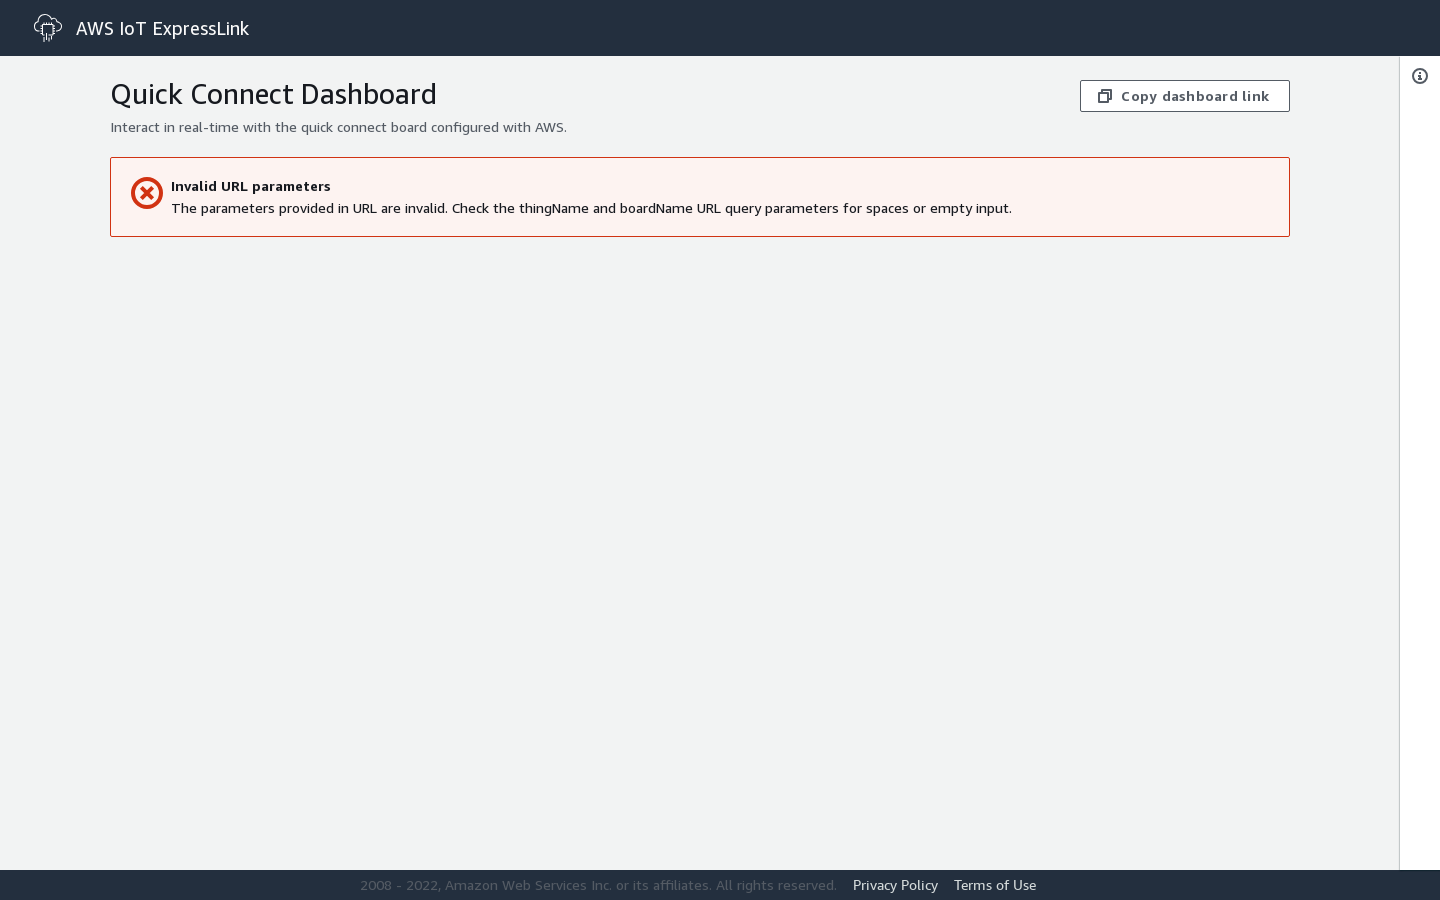 AWS IoT ExpressLink
Quick Connect Dashboard
Copy dashboard link
Interact in real-time with the quick connect board configured with AWS.
Invalid URL parameters
The parameters provided in URL are invalid. Check the thingName and boardName URL query parameters for spaces or empty input.
2008 - 2022, Amazon Web Services Inc. or its affiliates. All rights reserved. Privacy Policy Terms of Use